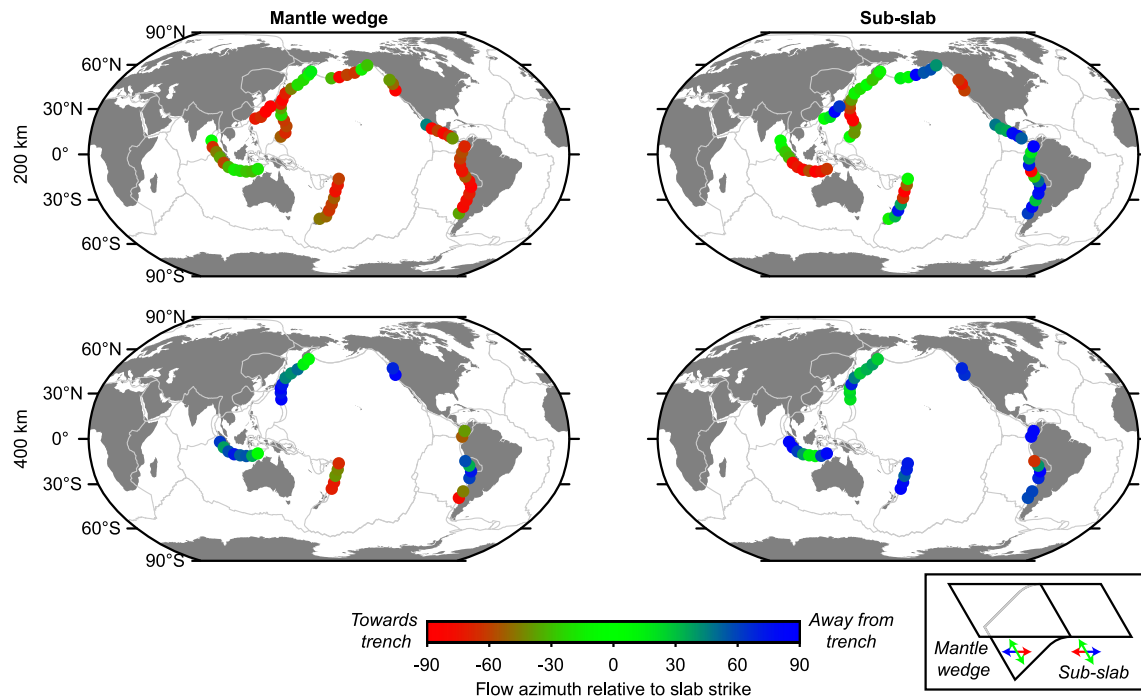 Mantle wedge
Sub-slab
90°N
60°N
30°N
0°
30°S
60°S
90°S
200 km
90°N
60°N
30°N
0°
30°S
60°S
90°S
400 km
Towards
trench
Away from
trench
-90 -60 -30 0 30 60 90
Flow azimuth relative to slab strike
Mantle
wedge
Sub-slab